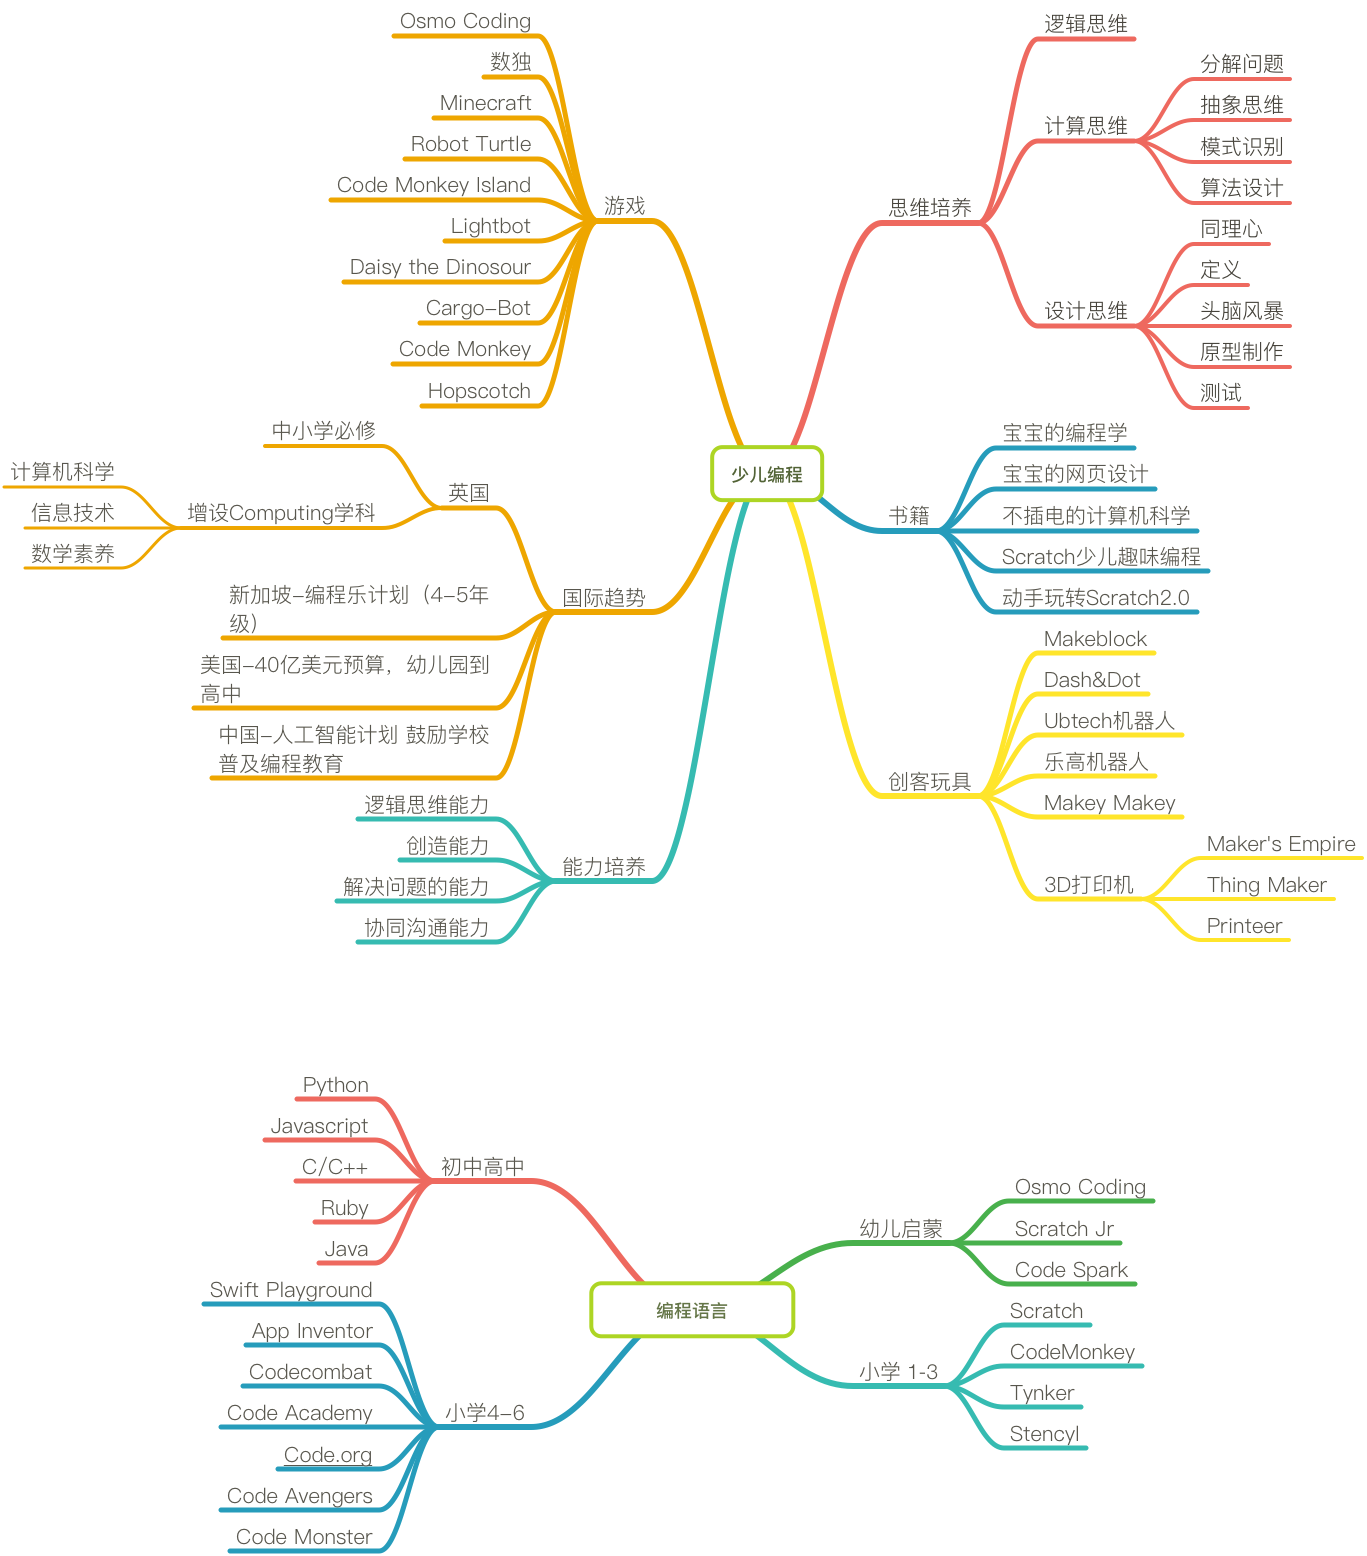 少儿编程
思维培养
逻辑思维
计算思维
分解问题
抽象思维
模式识别
算法设计
设计思维
同理心
定义
头脑风暴
原型制作
测试
书籍
宝宝的编程学
宝宝的网页设计
不插电的计算机科学
Scratch少儿趣味编程
动手玩转Scratch2.0
创客玩具
Makeblock
Dash&Dot
Ubtech机器人
乐高机器人
Makey Makey
3D打印机
Maker's Empire
Thing Maker
Printeer
游戏
Osmo Coding
数独
Minecraft
Robot Turtle
Code Monkey Island
Lightbot
Daisy the Dinosour
Cargo-Bot
Code Monkey
Hopscotch
国际趋势
英国
中小学必修
增设Computing学科
计算机科学
信息技术
数学素养
新加坡-编程乐计划（4-5年
级）
美国-40亿美元预算，幼儿园到
高中
中国-人工智能计划 鼓励学校
普及编程教育
能力培养
逻辑思维能力
创造能力
解决问题的能力
协同沟通能力
编程语言
幼儿启蒙
Osmo Coding
Scratch Jr
Code Spark
小学 1-3
Scratch
CodeMonkey
Tynker
Stencyl
初中高中
Python
Javascript
C/C++
Ruby
Java
小学4-6
Swift Playground
App Inventor
Codecombat
Code Academy
Code.org
Code Avengers
Code Monster